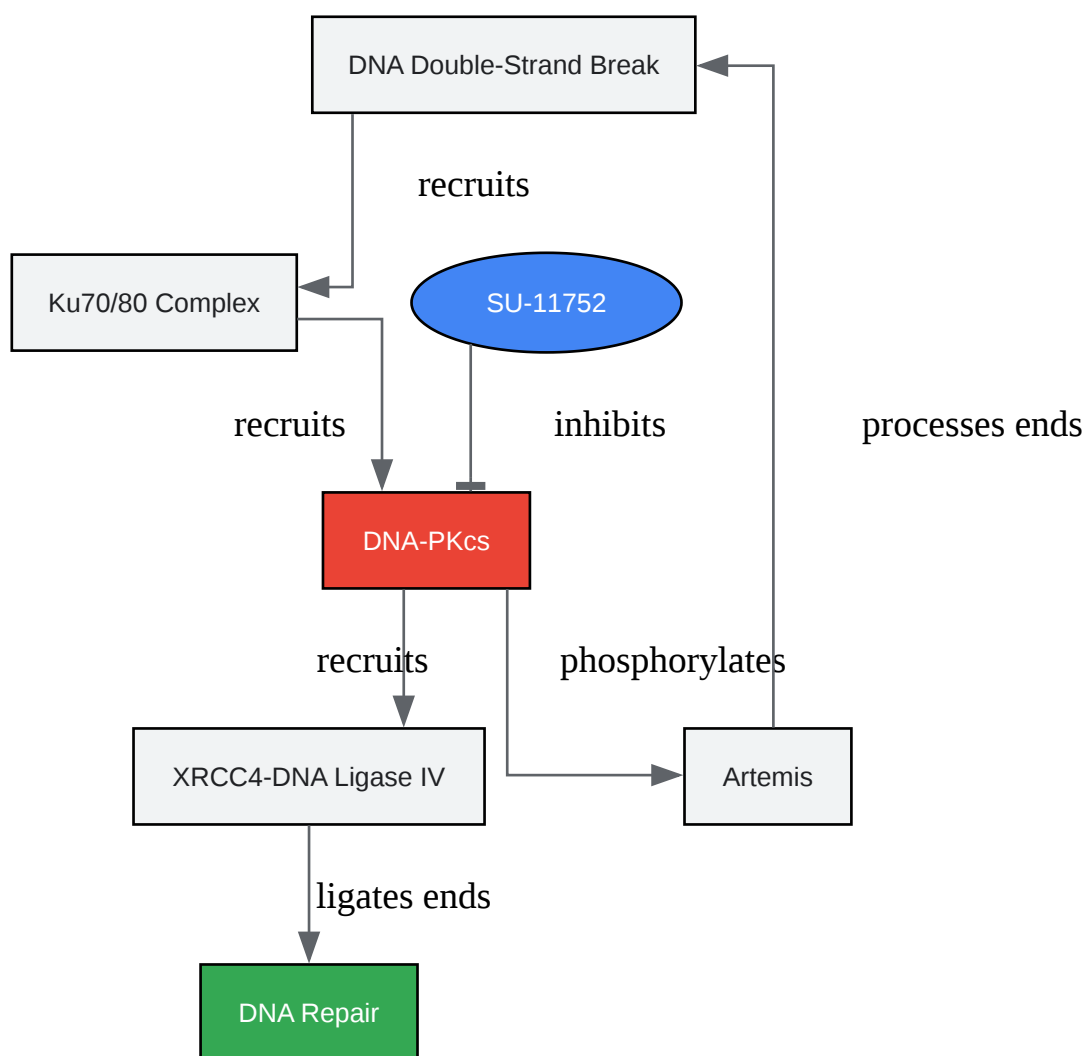 DNA Double-Strand Break
recruits
Ku70/80 Complex
SU-11752
recruits
inhibits
processes ends
DNA-PKcs
recruits
phosphorylates
XRCC4-DNA Ligase IV
Artemis
ligates ends
DNA Repair